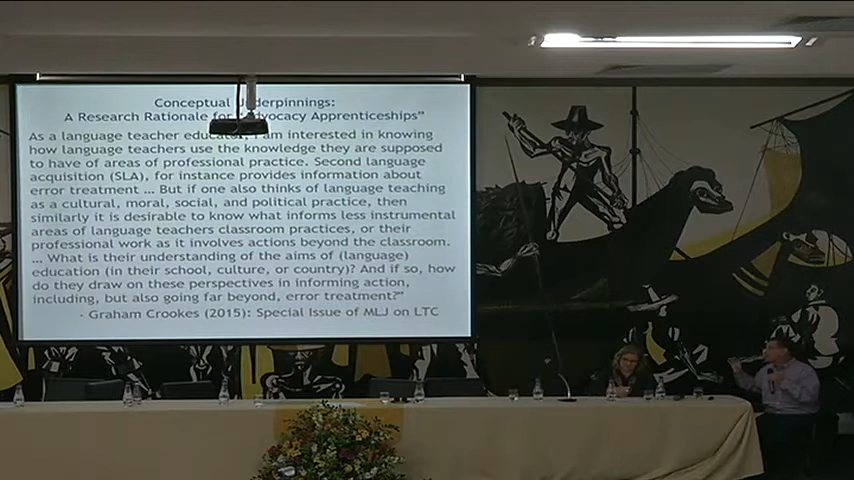 Conceptual Underpinnings:
A Research Rationale for "Advocacy Apprenticeships"
As a language teacher educator, I am interested in knowing
how language teachers use the knowledge they are supposed
to have of areas of professional practice. Second language
acquisition (SLA), for instance provides information about
error treatment ... But if one also thinks of language teaching
as a cultural, moral, social, and political practice, then
similarly it is desirable to know what informs less instrumental
areas of language teachers classroom practices, or their
professional work as it involves actions beyond the classroom.
... What is their understanding of the aims of (language)
education (in their school, culture, or country)? And if so, how
do they draw on these perspectives in informing action,
including, but also going far beyond, error treatment?"
- Graham Crookes (2015): Special Issue of MLJ on LTC